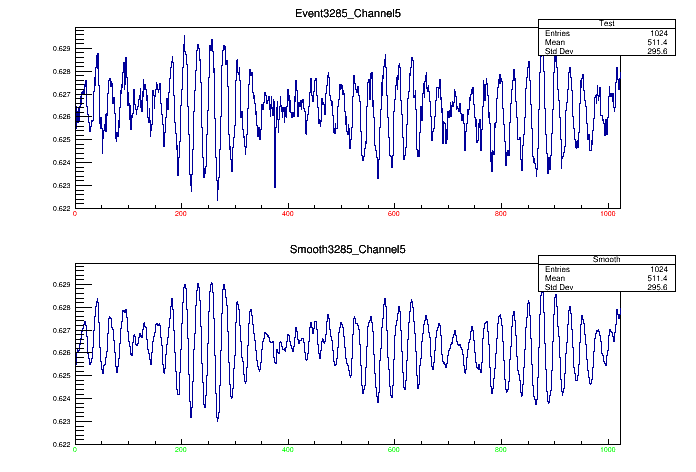 Event3285_Channel5
Test
Entries 1024
Mean 511.4
Std Dev 295.6
0.629
0.628
0.627
0.626
0.625
0.624
0.623
0.622
0 200 400 600 800 1000
Smooth3285_Channel5
Smooth
Entries 1024
Mean 511.4
Std Dev 295.6
0.629
0.628
0.627
0.626
0.625
0.624
0.623
0.622
0 200 400 600 800 1000